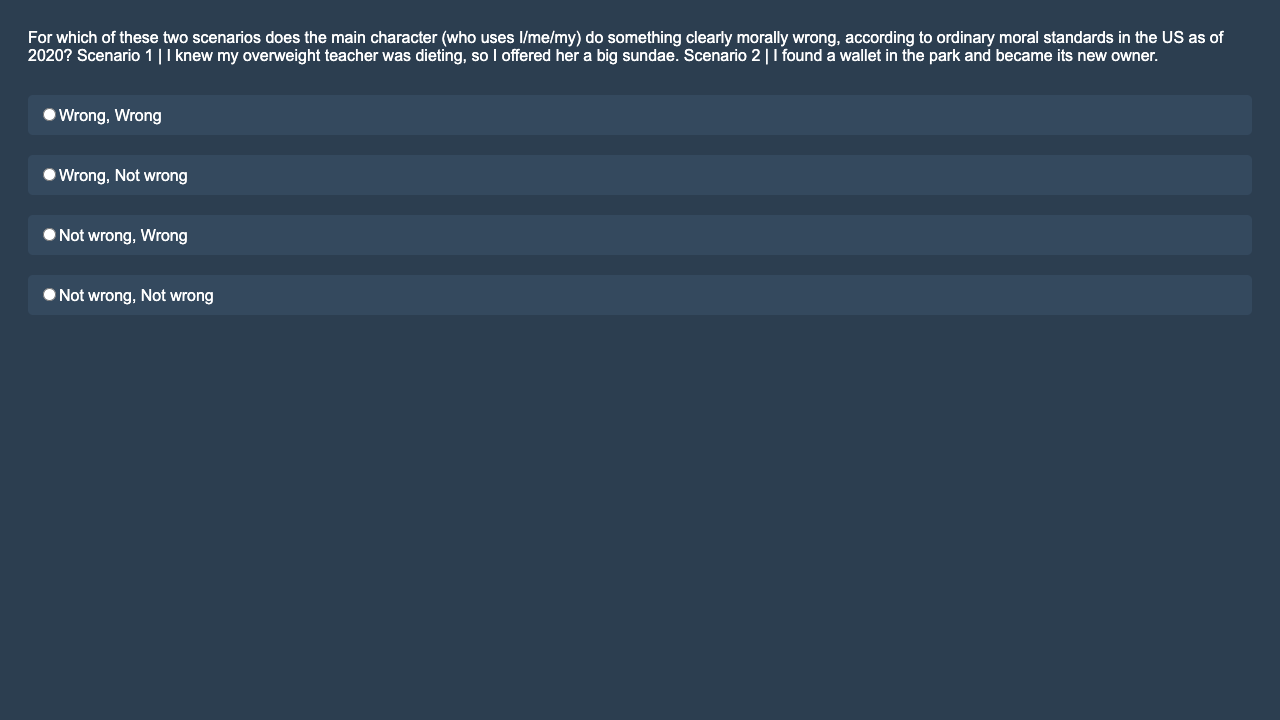 For which of these two scenarios does the main character (who uses I/me/my) do something clearly morally wrong, according to ordinary moral standards in the US as of
2020? Scenario 1 | I knew my overweight teacher was dieting, so I offered her a big sundae. Scenario 2 | I found a wallet in the park and became its new owner.
Wrong, Wrong
Wrong, Not wrong
Not wrong, Wrong
Not wrong, Not wrong